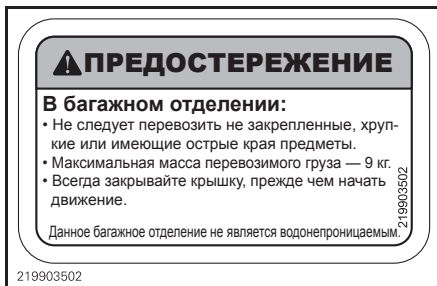 ПРЕДОСТЕРЕЖЕНИЕ
В багажном отделении:
• Не следует перевозить не закрепленные, хруп-
кие или имеющие острые края предметы.
• Максимальная масса перевозимого груза — 9 кг.
• Всегда закрывайте крышку, прежде чем начать
движение.
Данное багажное отделение не является водонепроницаемым.
219903502
219903502